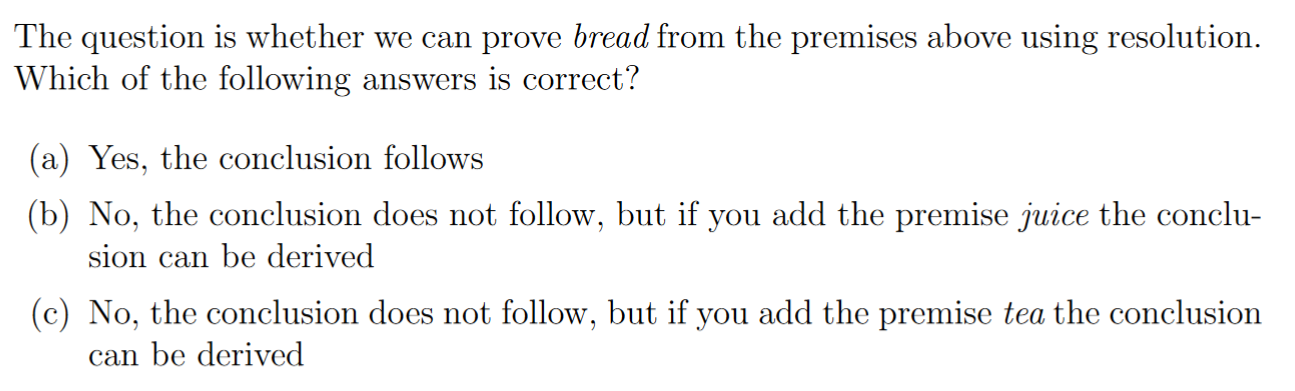 The question is whether we can prove bread from the premises above using resolution.
Which of the following answers is correct?
(a) Yes, the conclusion follows
(b) No, the conclusion does not follow, but if you add the premise juice the conclu-
sion can be derived
(c) No, the conclusion does not follow, but if you add the premise tea the conclusion
can be derived